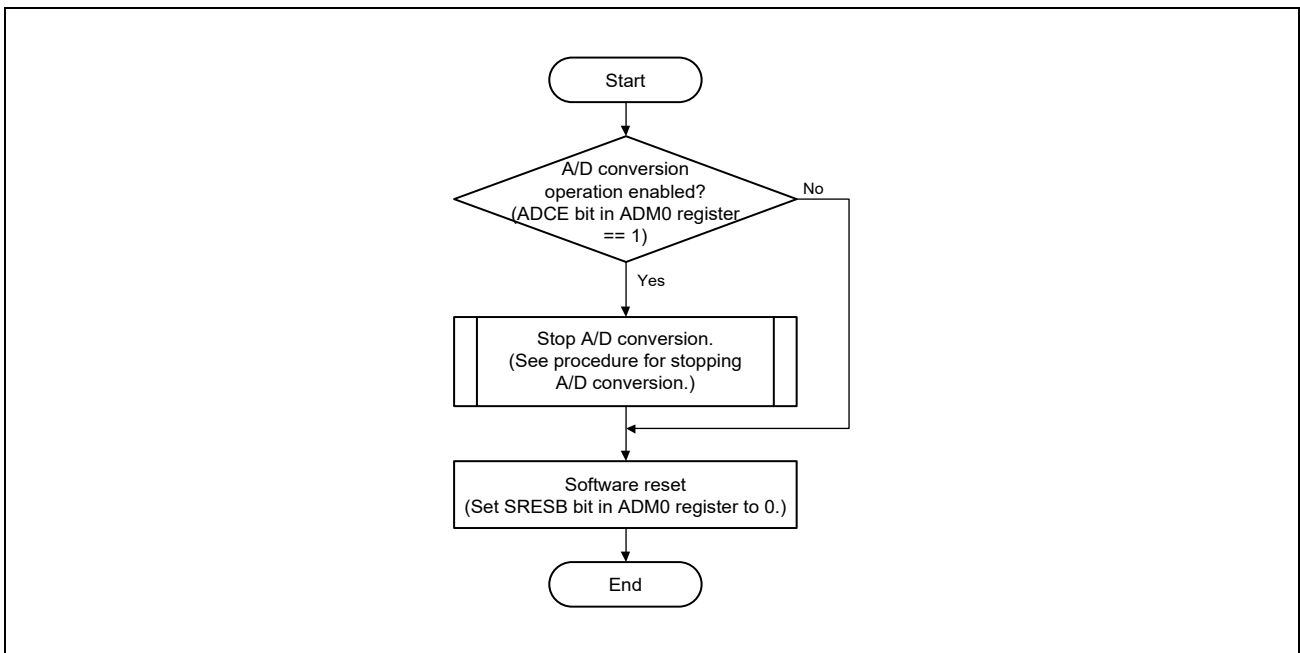 Start
A/D conversion
operation enabled?
(ADCE bit in ADM0 register
== 1)
No
Yes
Stop A/D conversion.
(See procedure for stopping
A/D conversion.)
Software reset
(Set SRESB bit in ADM0 register to 0.)
End